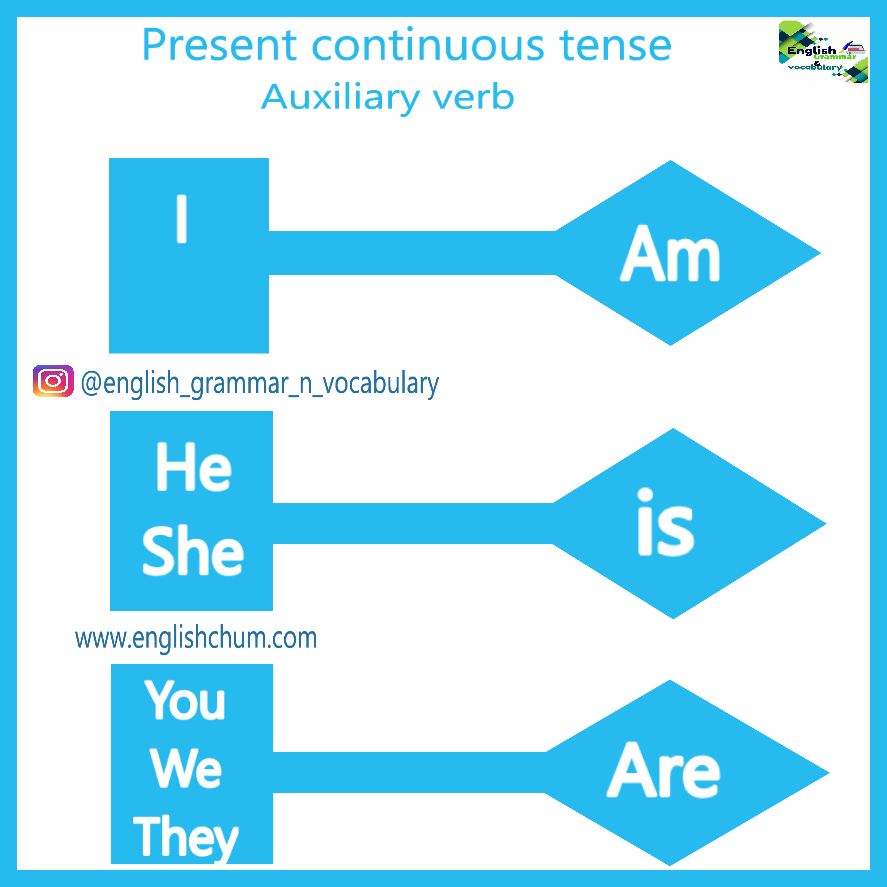 Present continuous tense
Auxiliary verb
English
Grammar
&
vocabulary
I
Am
@english_grammar_n_vocabulary
He
She
is
www.englishchum.com
You
We
They
Are